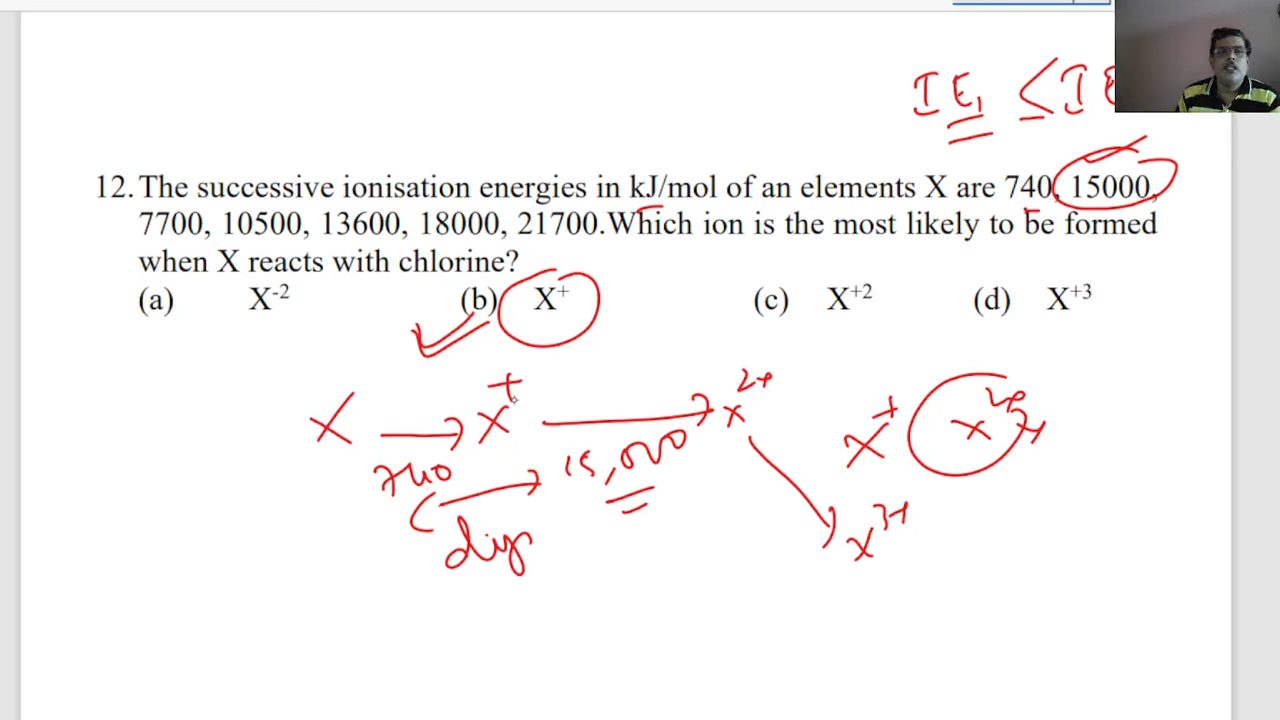 IE₁ ≤ I
12. The successive ionisation energies in kJ/mol of an elements X are 740, 15000,
7700, 10500, 13600, 18000, 21700.Which ion is the most likely to be formed
when X reacts with chlorine?
(a) X⁻² (b) X⁺ (c) X⁺² (d) X⁺³
X → X⁺ → X²⁺ X⁺ X²⁺
740 15,000
X³⁺